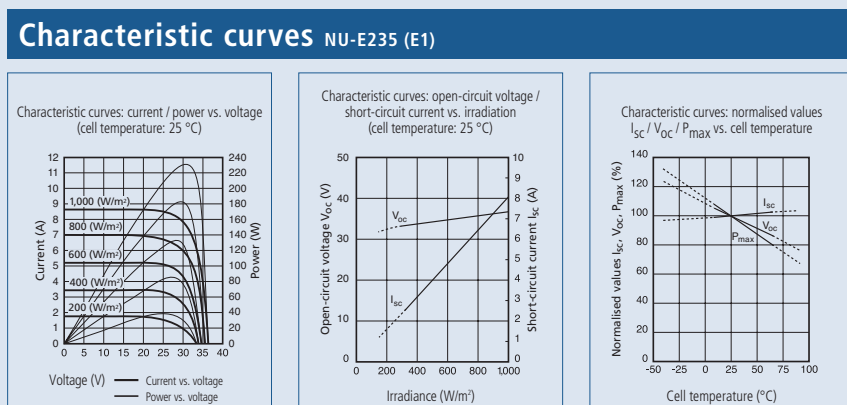 Characteristic curves NU-E235 (E1)
Characteristic curves: current / power vs. voltage
(cell temperature: 25 °C)
12
11
10
9
8
7
6
5
4
3
2
1
0
Current (A)
1,000 (W/m²)
800 (W/m²)
600 (W/m²)
400 (W/m²)
200 (W/m²)
240
220
200
180
160
140
120
100
80
60
40
20
0
Power (W)
0 5 10 15 20 25 30 35 40
Voltage (V)
Current vs. voltage
Power vs. voltage
Characteristic curves: open-circuit voltage /
short-circuit current vs. irradiation
(cell temperature: 25 °C)
50
40
30
20
10
0
Open-circuit voltage Voc (V)
Voc
Isc
10
9
8
7
6
5
4
3
2
1
0
Short-circuit current Isc (A)
0 200 400 600 800 1,000
Irradiance (W/m²)
Characteristic curves: normalised values
Isc / Voc / Pmax vs. cell temperature
140
120
100
80
60
40
20
0
Normalised values Isc, Voc, Pmax (%)
Isc
Voc
Pmax
-50 -25 0 25 50 75 100
Cell temperature (°C)